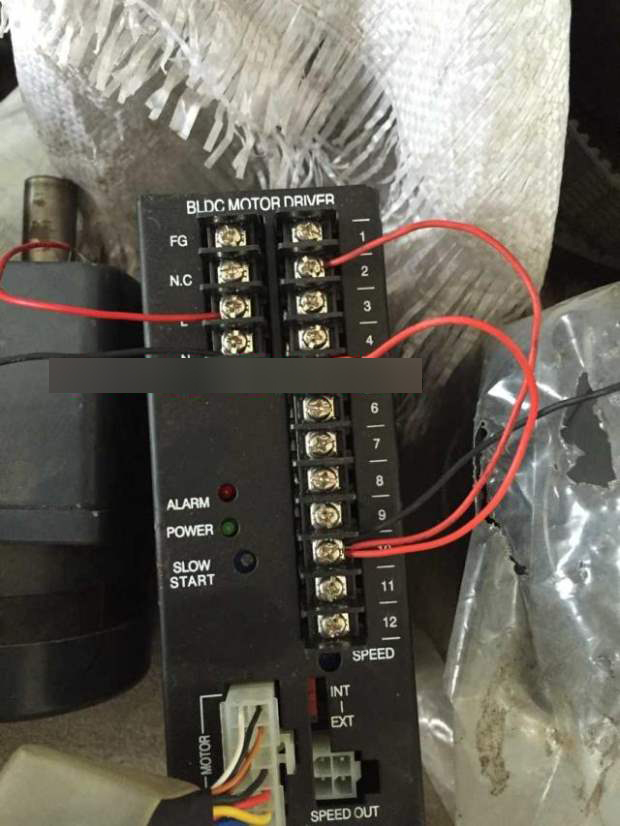 BLDC MOTOR DRIVER
FG
N.C
L
N
1
2
3
4
6
7
8
9
10
11
12
ALARM
POWER
SLOW
START
SPEED
INT
I
EXT
MOTOR
SPEED OUT